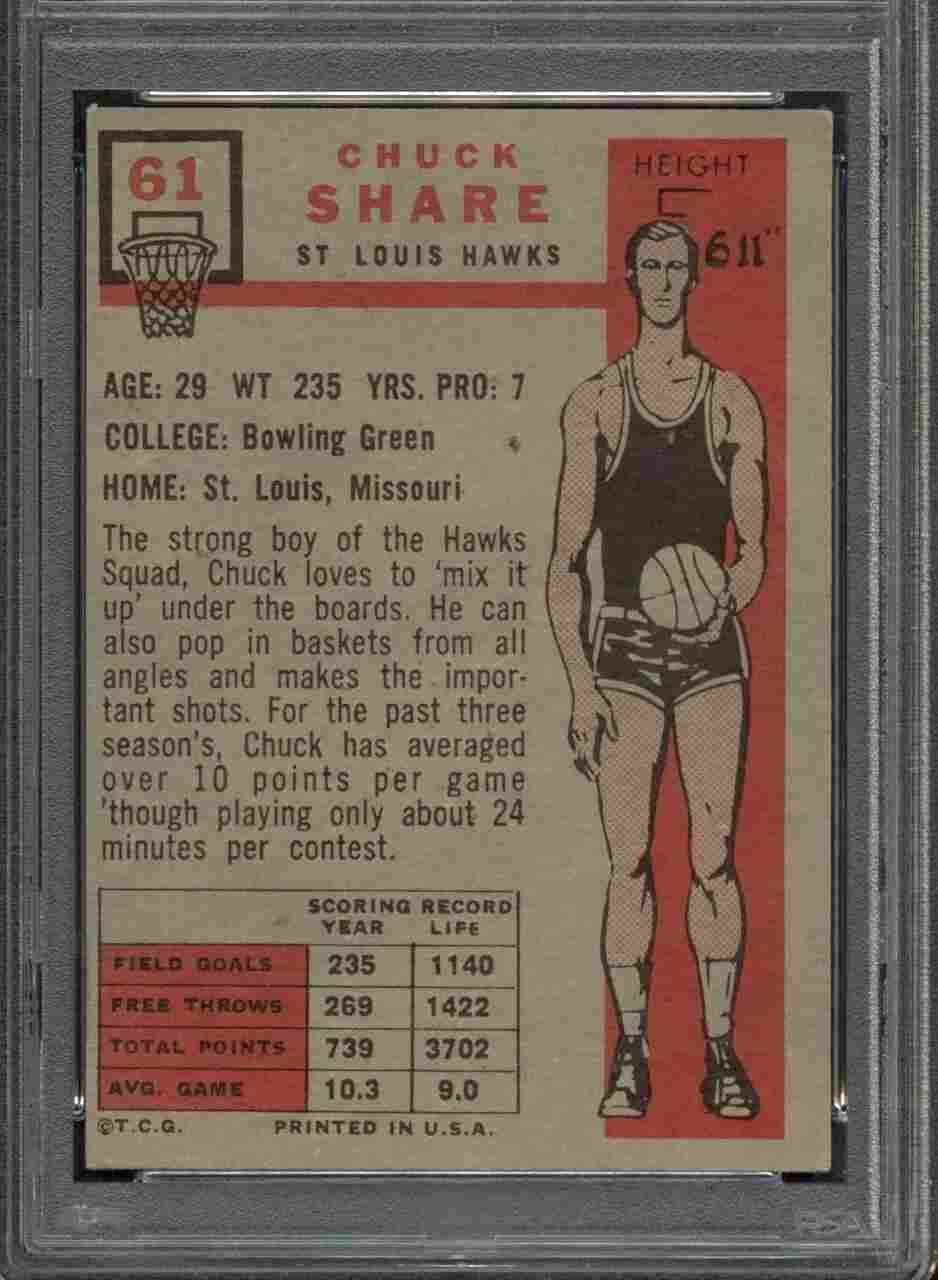 61
CHUCK
SHARE
ST LOUIS HAWKS
HEIGHT
6 11"
AGE: 29 WT 235 YRS. PRO: 7
COLLEGE: Bowling Green
HOME: St. Louis, Missouri
The strong boy of the Hawks
Squad, Chuck loves to ‘mix it
up’ under the boards. He can
also pop in baskets from all
angles and makes the impor-
tant shots. For the past three
season's, Chuck has averaged
over 10 points per game
'though playing only about 24
minutes per contest.
SCORING RECORD
YEAR LIFE
FIELD GOALS 235 1140
FREE THROWS 269 1422
TOTAL POINTS 739 3702
AVG. GAME 10.3 9.0
©T.C.G. PRINTED IN U.S.A.
PSA